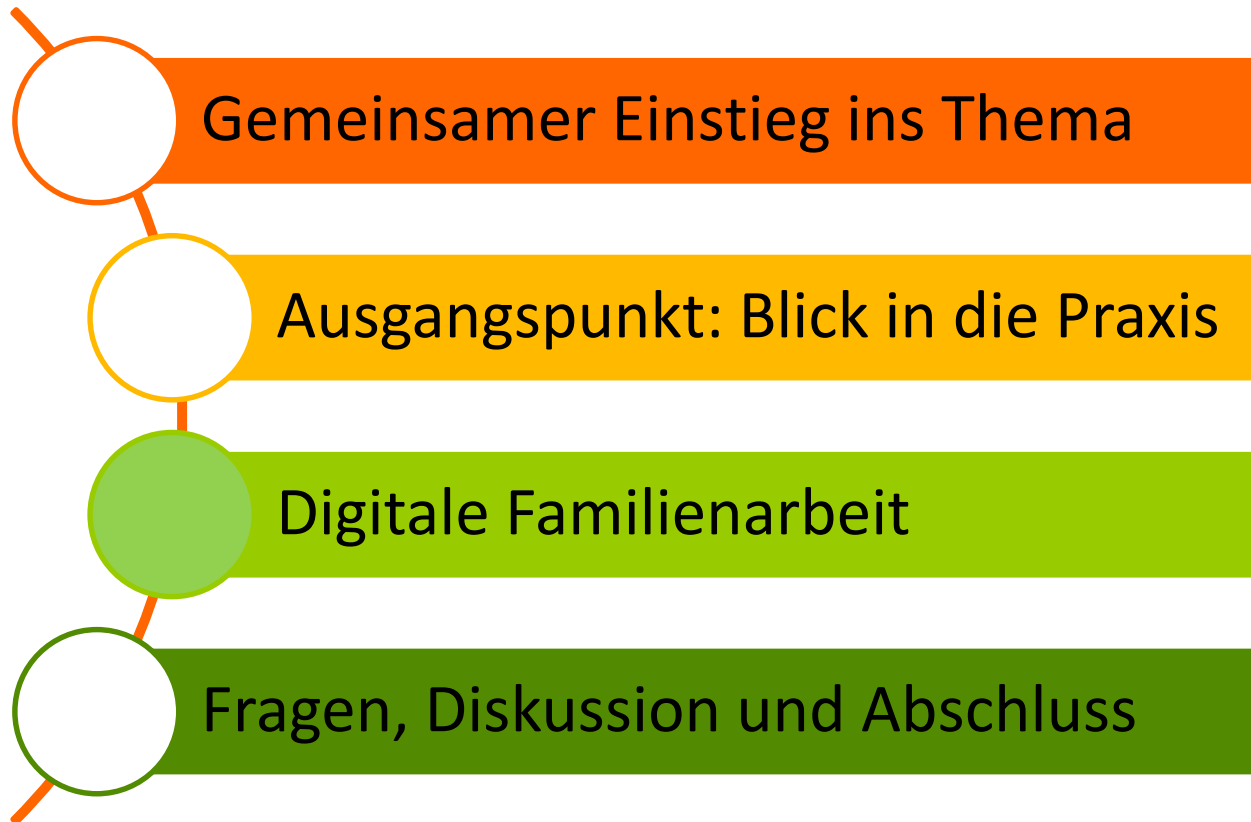 Gemeinsamer Einstieg ins Thema
Ausgangspunkt: Blick in die Praxis
Digitale Familienarbeit
Fragen, Diskussion und Abschluss